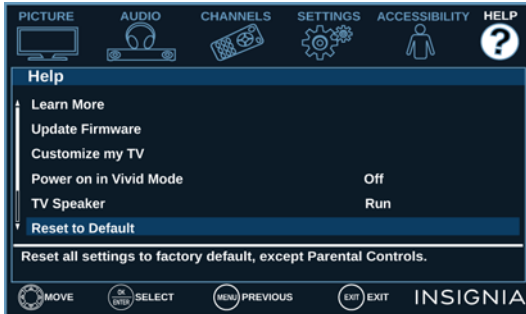 PICTURE AUDIO CHANNELS SETTINGS ACCESSIBILITY HELP
?
Help
Learn More
Update Firmware
Customize my TV
Power on in Vivid Mode Off
TV Speaker Run
Reset to Default
Reset all settings to factory default, except Parental Controls.
MOVE OK ENTER SELECT MENU PREVIOUS EXIT EXIT INSIGNIA